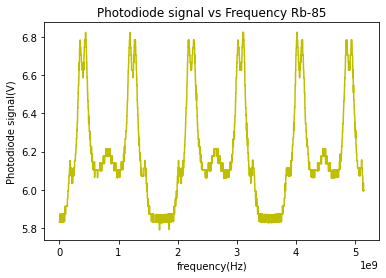 Photodiode signal vs Frequency Rb-85
Photodiode signal(V)
6.8
6.6
6.4
6.2
6.0
5.8
0 1 2 3 4 5
1e9
frequency(Hz)